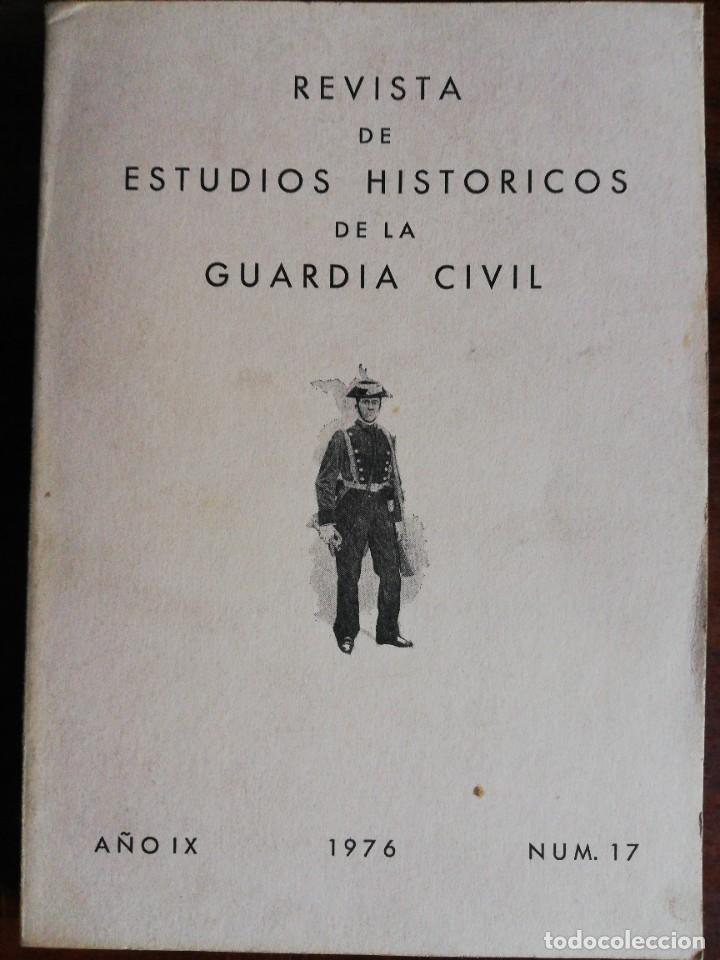 REVISTA
DE
ESTUDIOS HISTORICOS
DE LA
GUARDIA CIVIL
AÑO IX 1976 NUM. 17
todocoleccion